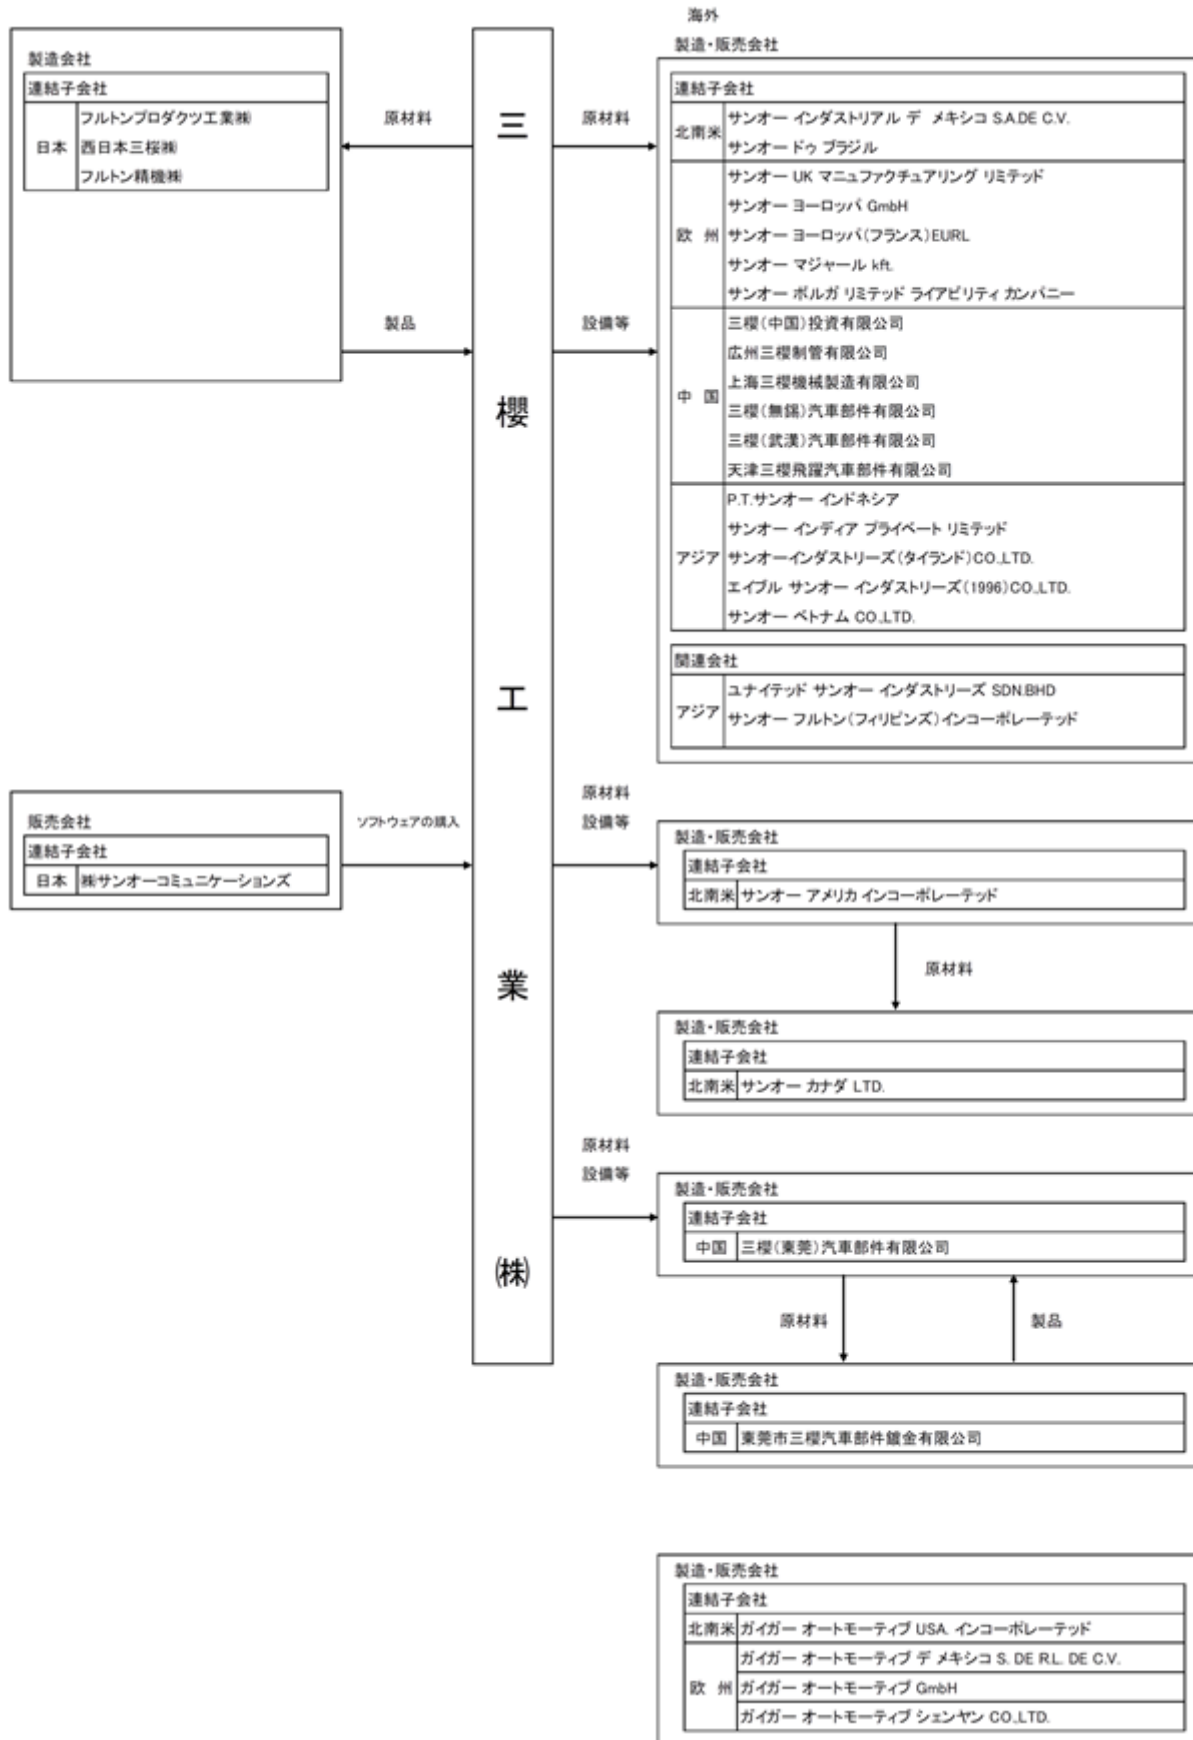 海外
製造・販売会社
製造会社
連結子会社
日本
フルトンプロダクツ工業㈱
西日本三桜㈱
フルトン精機㈱
原材料
製品
三
櫻
工
業
㈱
原材料
設備等
連結子会社
北南米
サンオー インダストリアル デ メキシコ S.A.DE C.V.
サンオー ドゥ ブラジル
欧 州
サンオー UK マニュファクチュアリング リミテッド
サンオー ヨーロッパ GmbH
サンオー ヨーロッパ(フランス)EURL
サンオー マジャール kft.
サンオー ボルガ リミテッド ライアビリティ カンパニー
中 国
三櫻(中国)投資有限公司
広州三櫻制管有限公司
上海三櫻機械製造有限公司
三櫻(無錫)汽車部件有限公司
三櫻(武漢)汽車部件有限公司
天津三櫻飛躍汽車部件有限公司
アジア
P.T.サンオー インドネシア
サンオー インディア プライベート リミテッド
サンオーインダストリーズ(タイランド)CO.,LTD.
エイブル サンオー インダストリーズ(1996)CO.,LTD.
サンオー ベトナム CO.,LTD.
関連会社
アジア
ユナイテッド サンオー インダストリーズ SDN.BHD
サンオー フルトン(フィリピンズ)インコーポレーテッド
販売会社
連結子会社
日本 ㈱サンオーコミュニケーションズ
ソフトウェアの購入
原材料
設備等
製造・販売会社
連結子会社
北南米 サンオー アメリカ インコーポレーテッド
原材料
製造・販売会社
連結子会社
北南米 サンオー カナダ LTD.
原材料
設備等
製造・販売会社
連結子会社
中国 三櫻(東莞)汽車部件有限公司
原材料
製品
製造・販売会社
連結子会社
中国 東莞市三櫻汽車部件鍍金有限公司
製造・販売会社
連結子会社
北南米 ガイガー オートモーティブ USA. インコーポレーテッド
欧 州
ガイガー オートモーティブ デ メキシコ S. DE R.L. DE C.V.
ガイガー オートモーティブ GmbH
ガイガー オートモーティブ シェンヤン CO.,LTD.